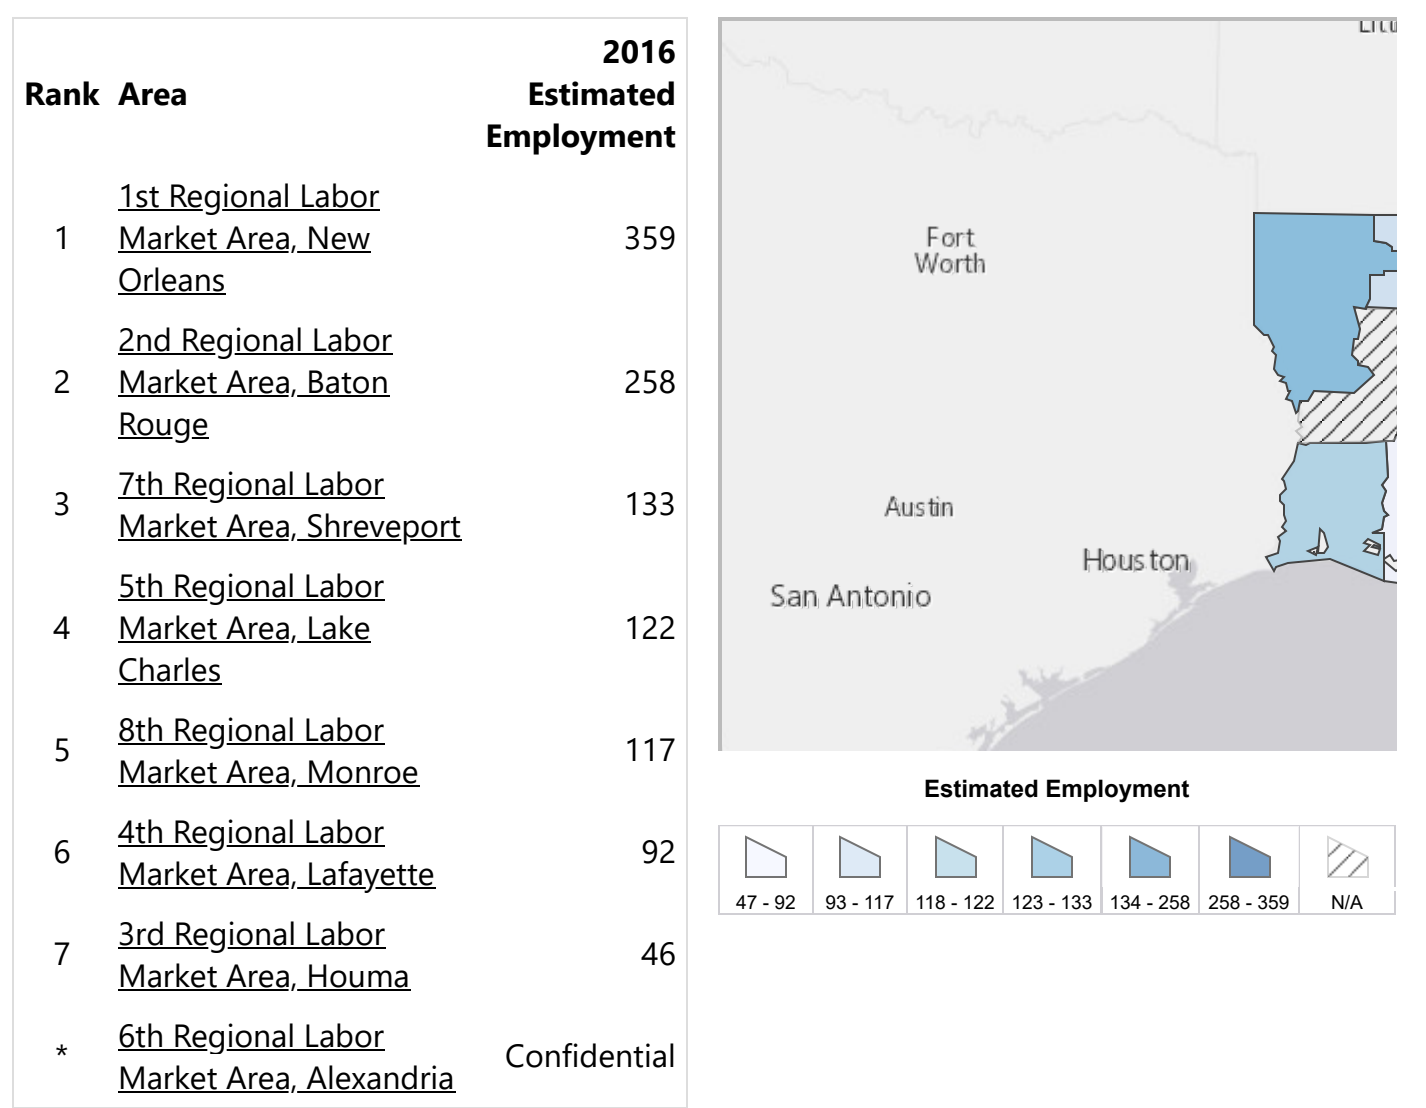 2016
Estimated
Employment
Rank Area
1st Regional Labor
Market Area, New
Orleans
1
359
2nd Regional Labor
Market Area, Baton
Rouge
2
258
7th Regional Labor
Market Area, Shreveport
3
133
5th Regional Labor
Market Area, Lake
Charles
4
122
8th Regional Labor
Market Area, Monroe
5
117
4th Regional Labor
Market Area, Lafayette
6
92
3rd Regional Labor
Market Area, Houma
7
46
6th Regional Labor
Market Area, Alexandria
*
Confidential
Fort
Worth
Austin
Houston
San Antonio
Estimated Employment
47 - 92
93 - 117
118 - 122
123 - 133
134 - 258
258 - 359
N/A